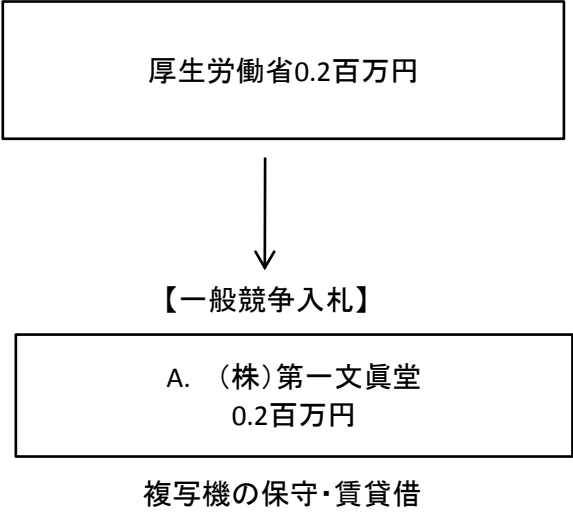 厚生労働省0.2百万円
【一般競争入札】
A. （株）第一文眞堂
0.2百万円
複写機の保守・賃貸借